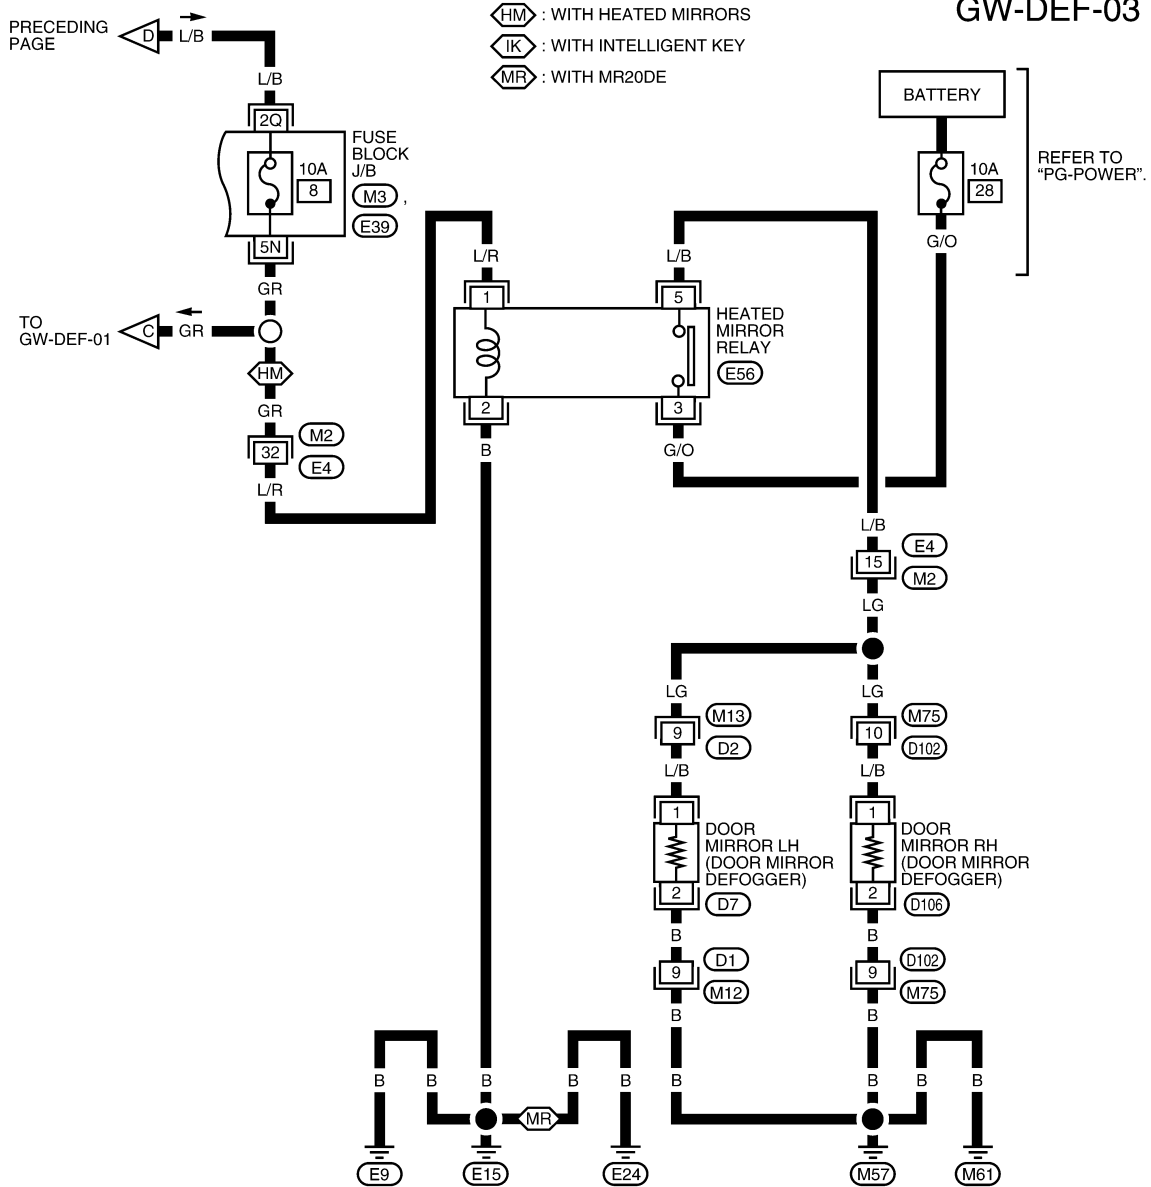 GW-DEF-03
HM : WITH HEATED MIRRORS
IK : WITH INTELLIGENT KEY
MR : WITH MR20DE
PRECEDING
PAGE
D
L/B
L/B
2Q
FUSE
BLOCK
J/B
10A
8
M3 ,
E39
5N
GR
TO
GW-DEF-01
C
GR
HM
GR
32
M2
E4
L/R
L/R
1
2
B
L/B
5
HEATED
MIRROR
RELAY
E56
3
G/O
BATTERY
10A
28
G/O
REFER TO
“PG-POWER”.
L/B
15
E4
M2
LG
LG
9
M13
D2
L/B
1
DOOR
MIRROR LH
(DOOR MIRROR
DEFOGGER)
2
D7
B
9
D1
M12
B
LG
10
M75
D102
L/B
1
DOOR
MIRROR RH
(DOOR MIRROR
DEFOGGER)
2
D106
B
9
D102
M75
B
B
B
B
B
B
B
B
B
B
MR
E9
E15
E24
M57
M61